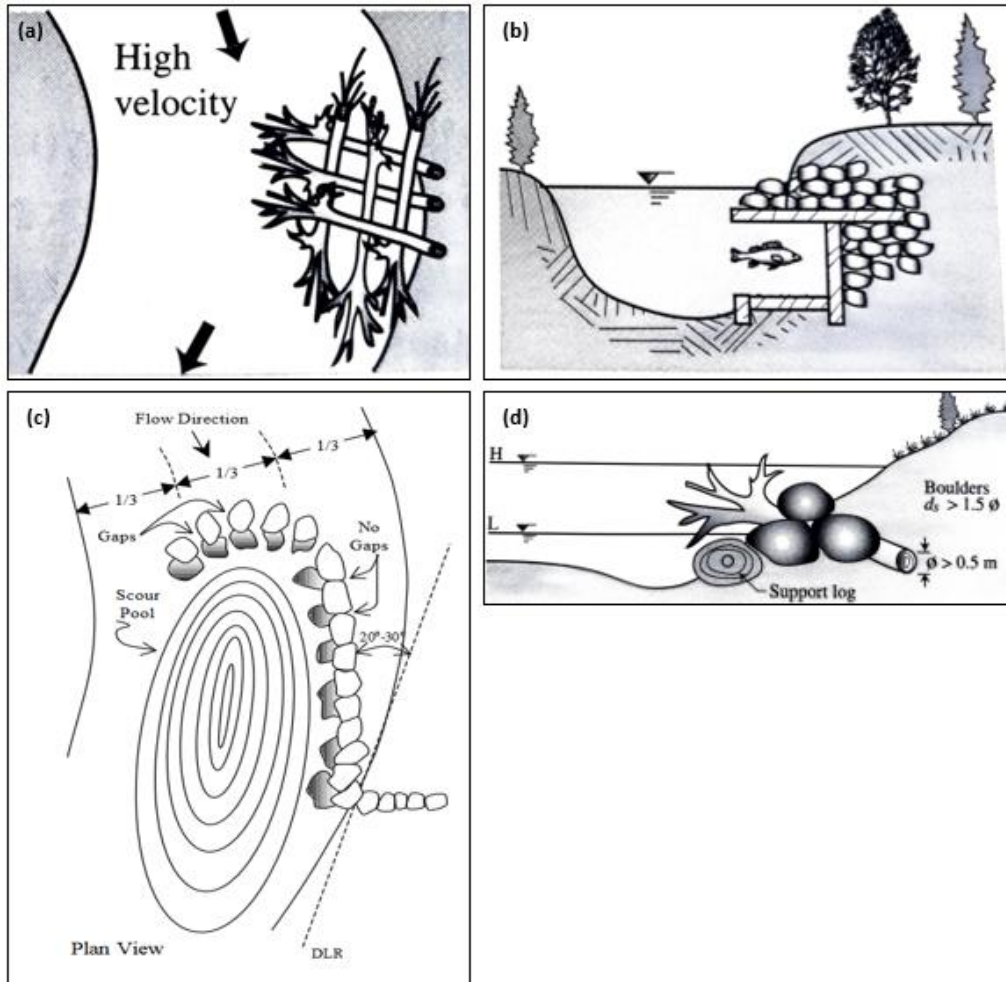 (a)
High
velocity
(b)
(c)
Flow Direction
1/3
1/3
1/3
Gaps
No
Gaps
Scour
Pool
20°-30°
Plan View
DLR
(d)
H
L
Boulders
d_s > 1.5 ø
ø > 0.5 m
Support log